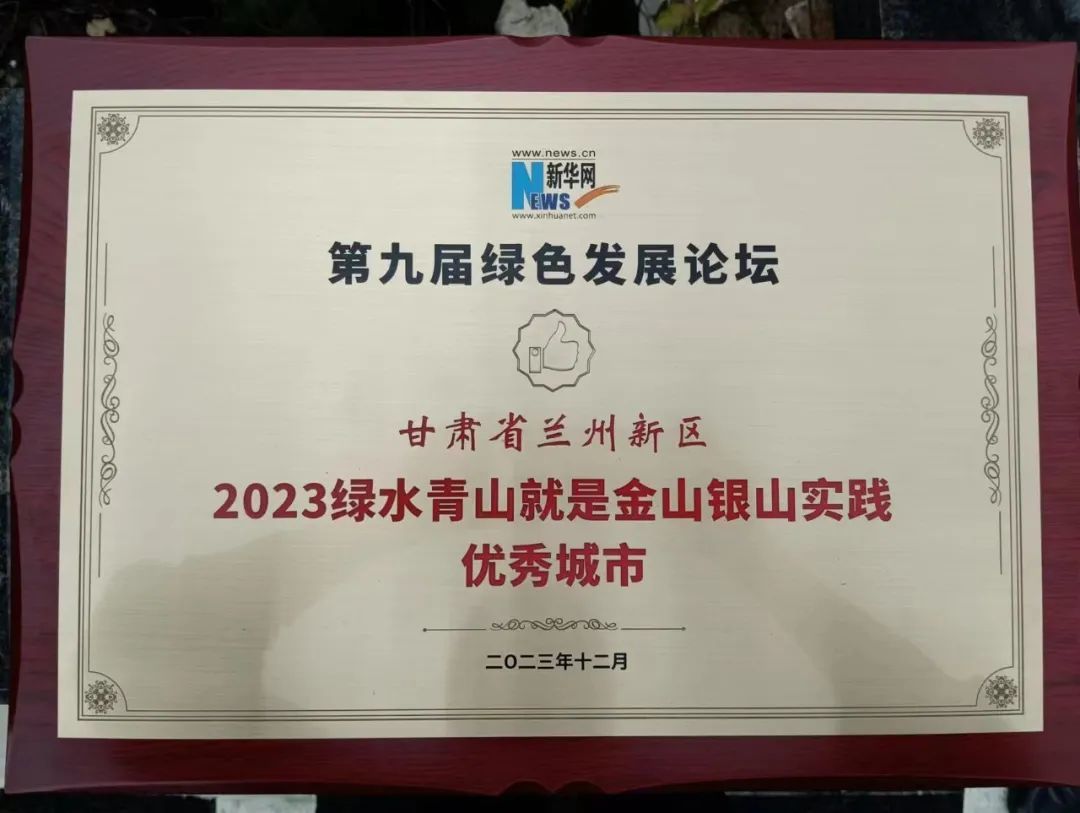 www.news.cn
新华网
NEWS
www.xinhuanet.com
第九届绿色发展论坛
甘肃省兰州新区
2023绿水青山就是金山银山实践
优秀城市
二〇二三年十二月